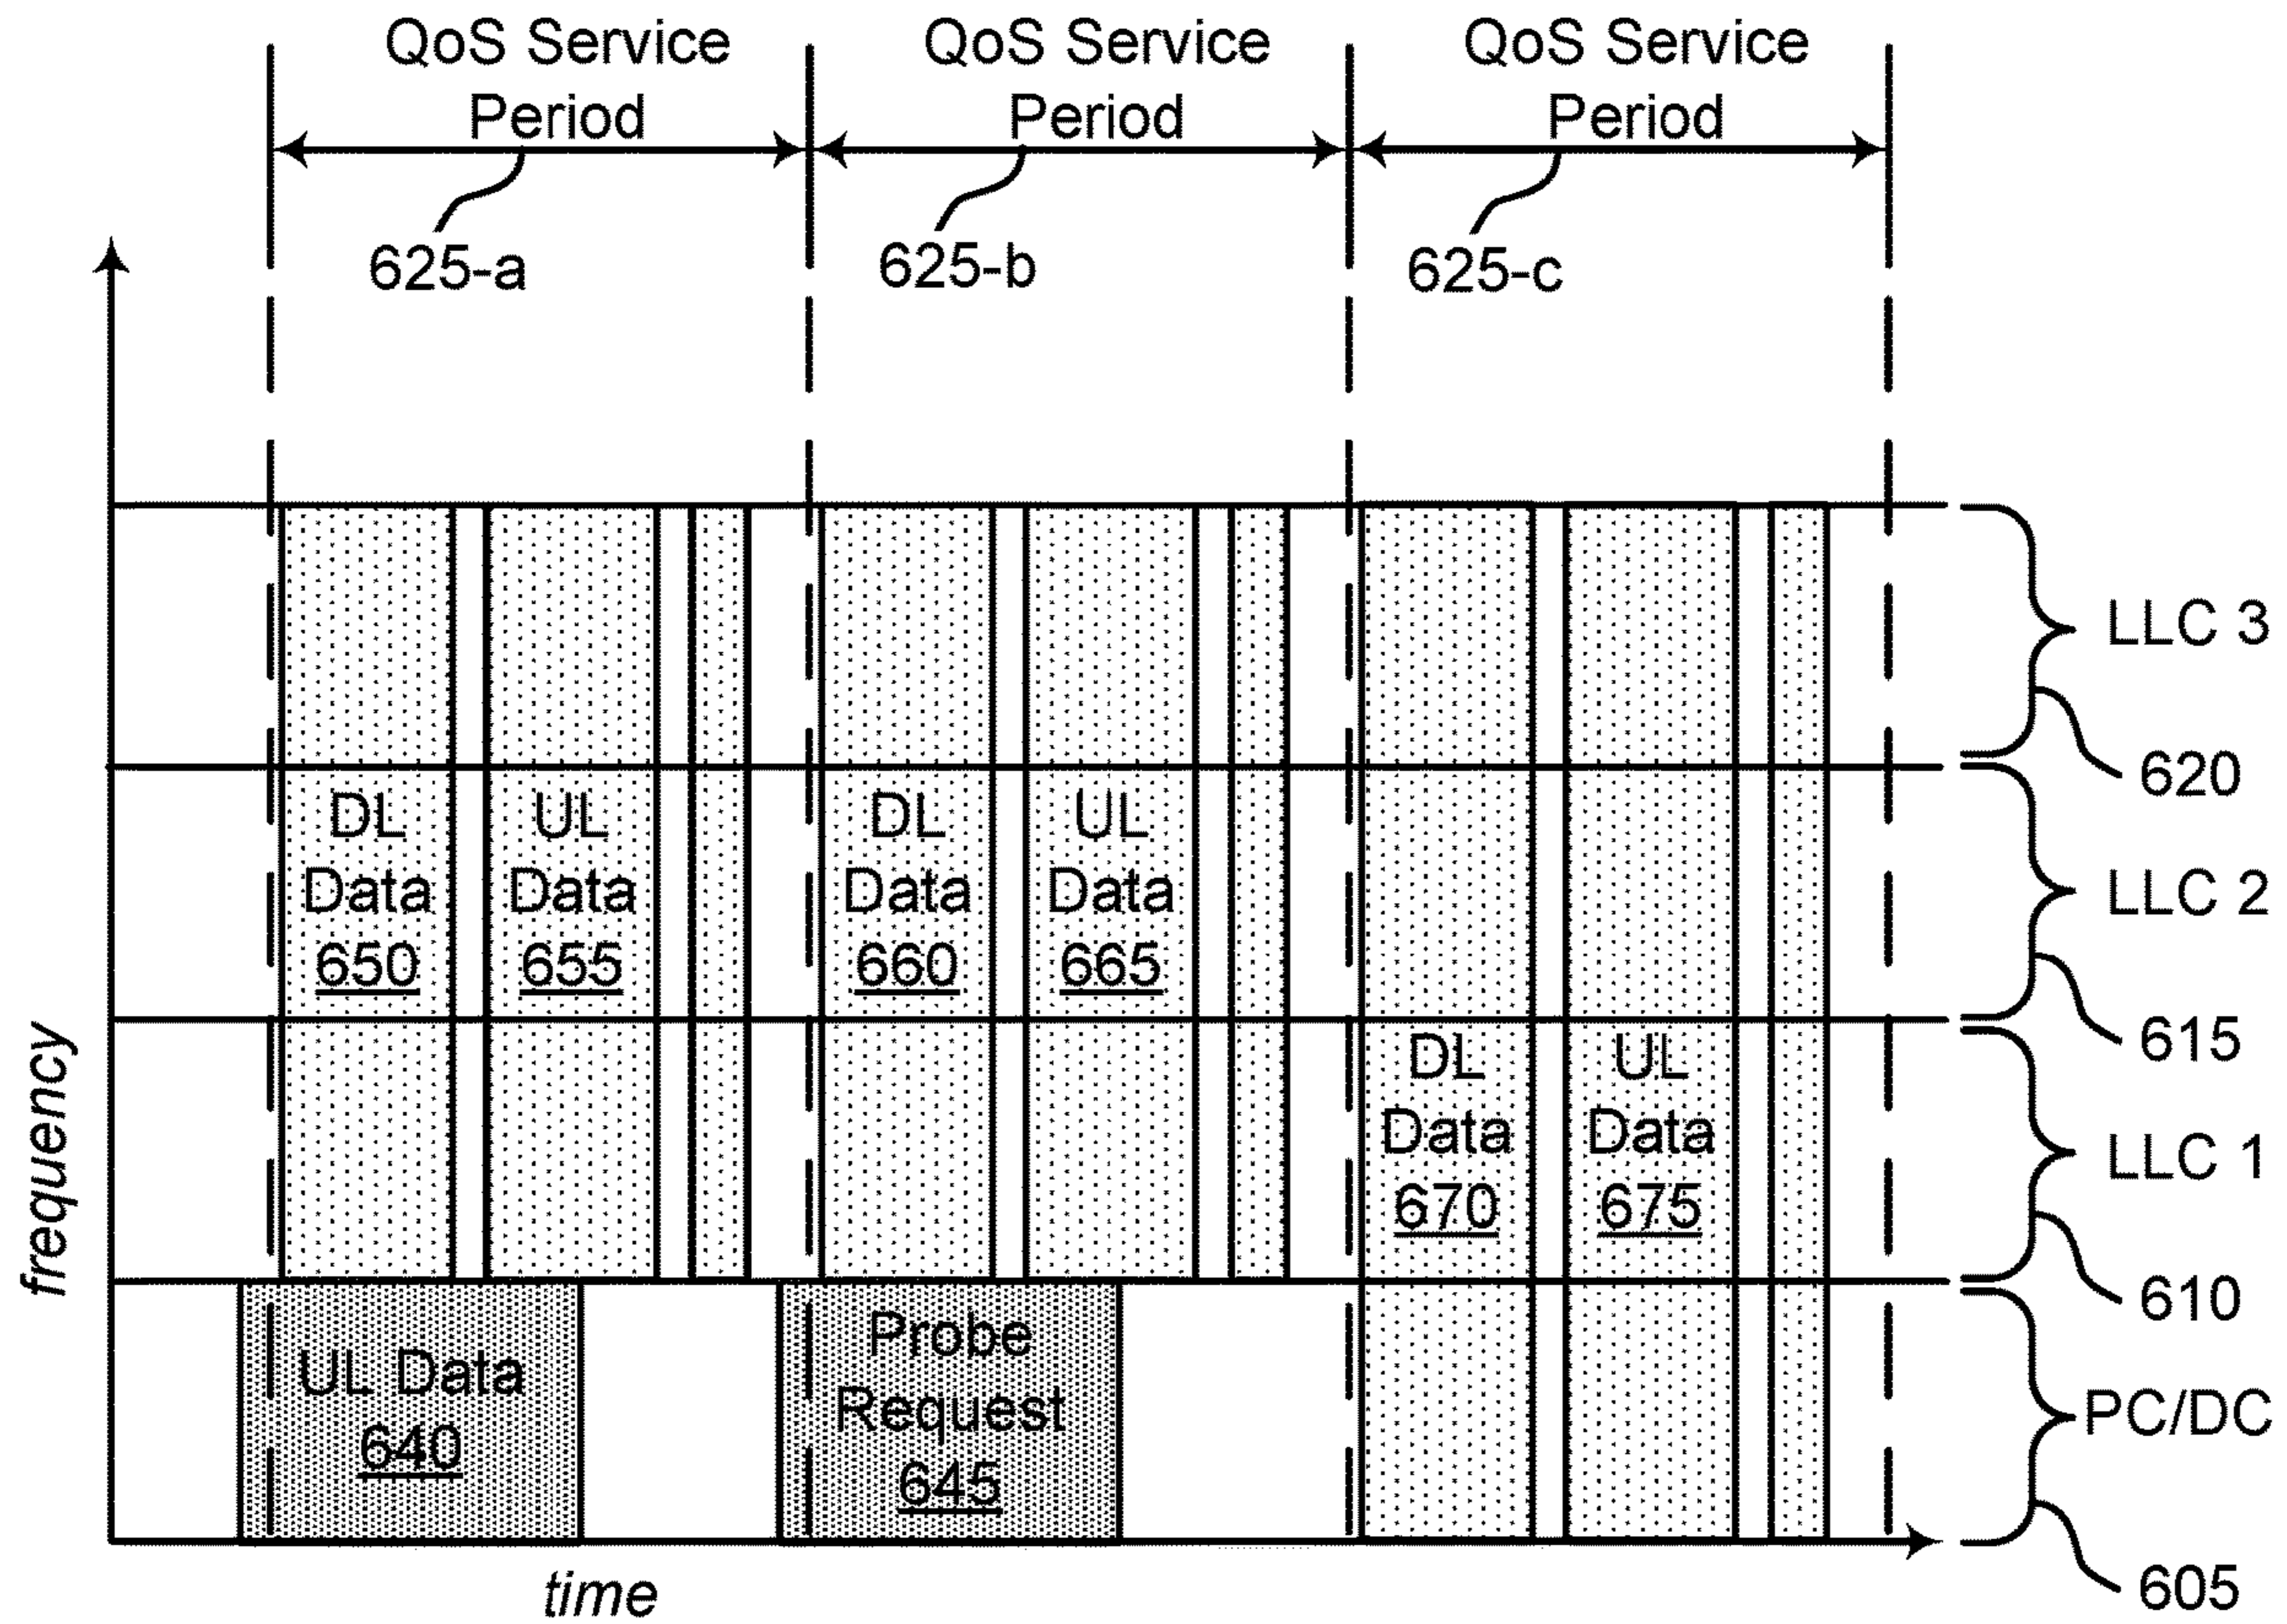 QoS Service
Period
QoS Service
Period
QoS Service
Period
625-a
625-b
625-c
LLC 3
620
DL
Data
650
UL
Data
655
DL
Data
660
UL
Data
665
LLC 2
615
DL
Data
670
UL
Data
675
LLC 1
610
UL Data
640
Probe
Request
645
PC/DC
605
frequency
time